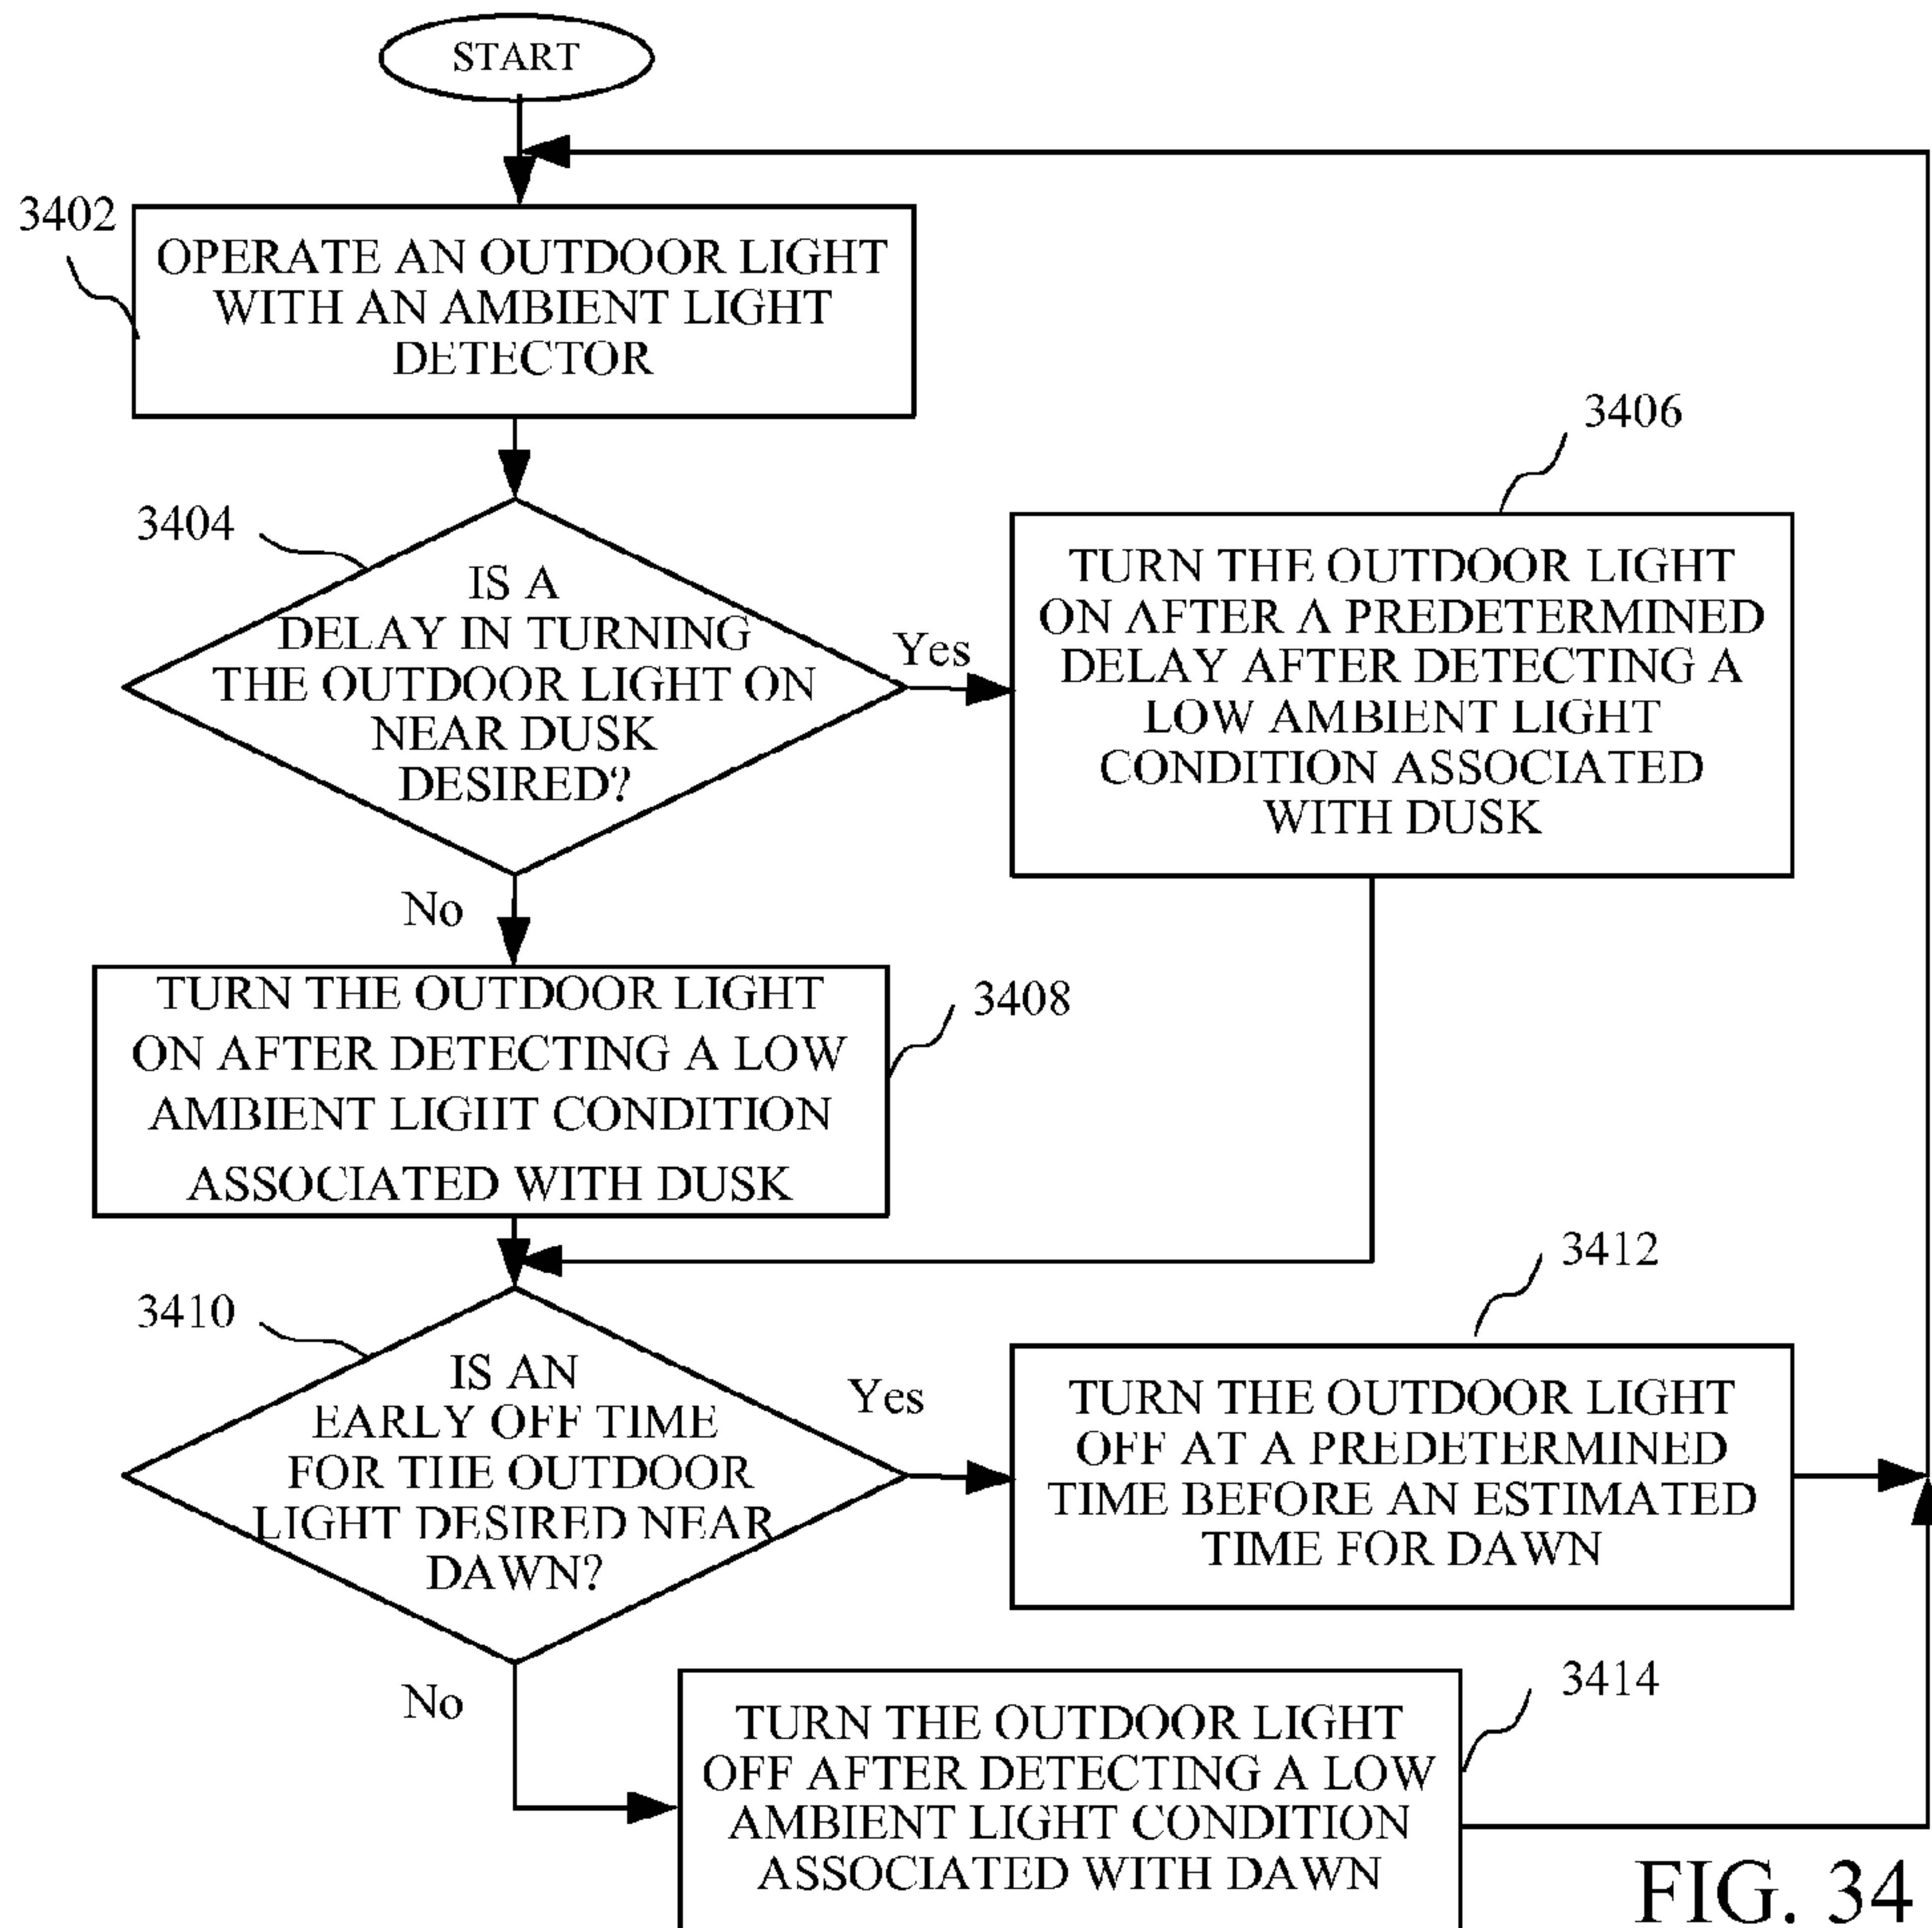 START
3402
OPERATE AN OUTDOOR LIGHT
WITH AN AMBIENT LIGHT
DETECTOR
3404
IS A
DELAY IN TURNING
THE OUTDOOR LIGHT ON
NEAR DUSK
DESIRED?
Yes
3406
TURN THE OUTDOOR LIGHT
ON AFTER A PREDETERMINED
DELAY AFTER DETECTING A
LOW AMBIENT LIGHT
CONDITION ASSOCIATED
WITH DUSK
No
TURN THE OUTDOOR LIGHT
ON AFTER DETECTING A LOW
AMBIENT LIGHT CONDITION
ASSOCIATED WITH DUSK
3408
3410
IS AN
EARLY OFF TIME
FOR THE OUTDOOR
LIGHT DESIRED NEAR
DAWN?
Yes
3412
TURN THE OUTDOOR LIGHT
OFF AT A PREDETERMINED
TIME BEFORE AN ESTIMATED
TIME FOR DAWN
No
3414
TURN THE OUTDOOR LIGHT
OFF AFTER DETECTING A LOW
AMBIENT LIGHT CONDITION
ASSOCIATED WITH DAWN
FIG. 34